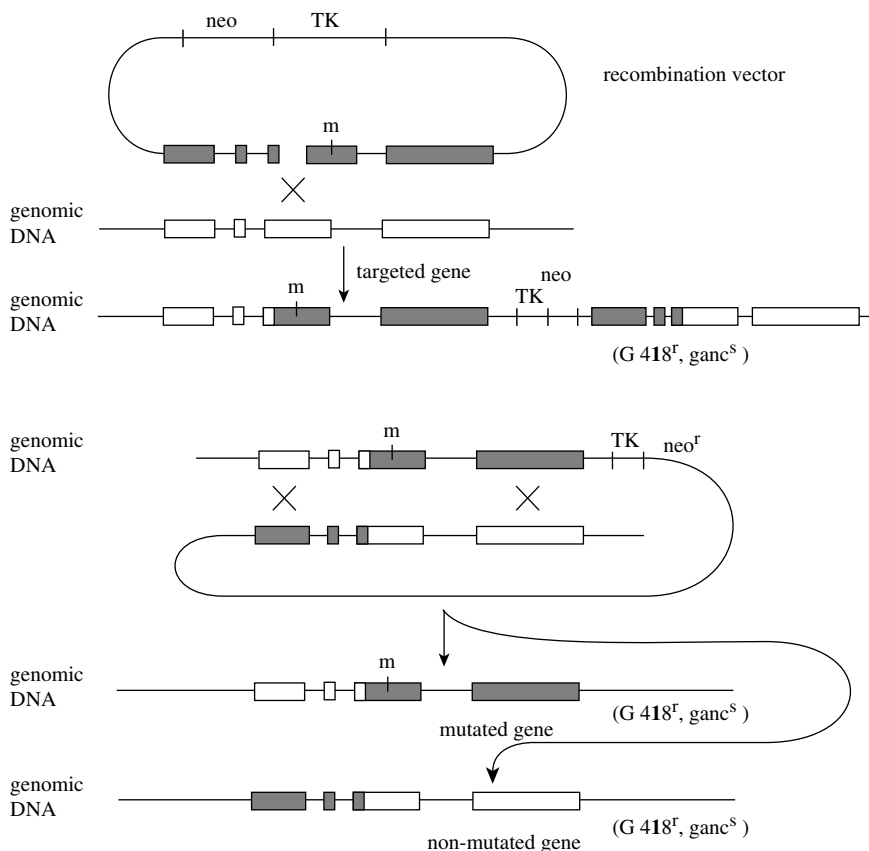 neo TK
recombination vector
m
genomic
DNA
targeted gene
neo
TK
genomic
DNA
m
(G 418r, gancs )
genomic
DNA
m
TK
neor
genomic
DNA
m
(G 418r, gancs )
mutated gene
genomic
DNA
(G 418r, gancs )
non-mutated gene